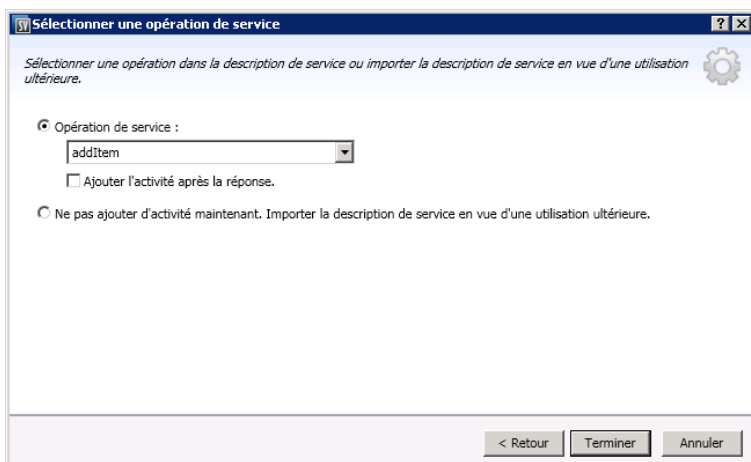 SV Sélectionner une opération de service
Sélectionner une opération dans la description de service ou importer la description de service en vue d'une utilisation
ultérieure.
Opération de service :
addItem
Ajouter l'activité après la réponse.
Ne pas ajouter d'activité maintenant. Importer la description de service en vue d'une utilisation ultérieure.
< Retour Terminer Annuler